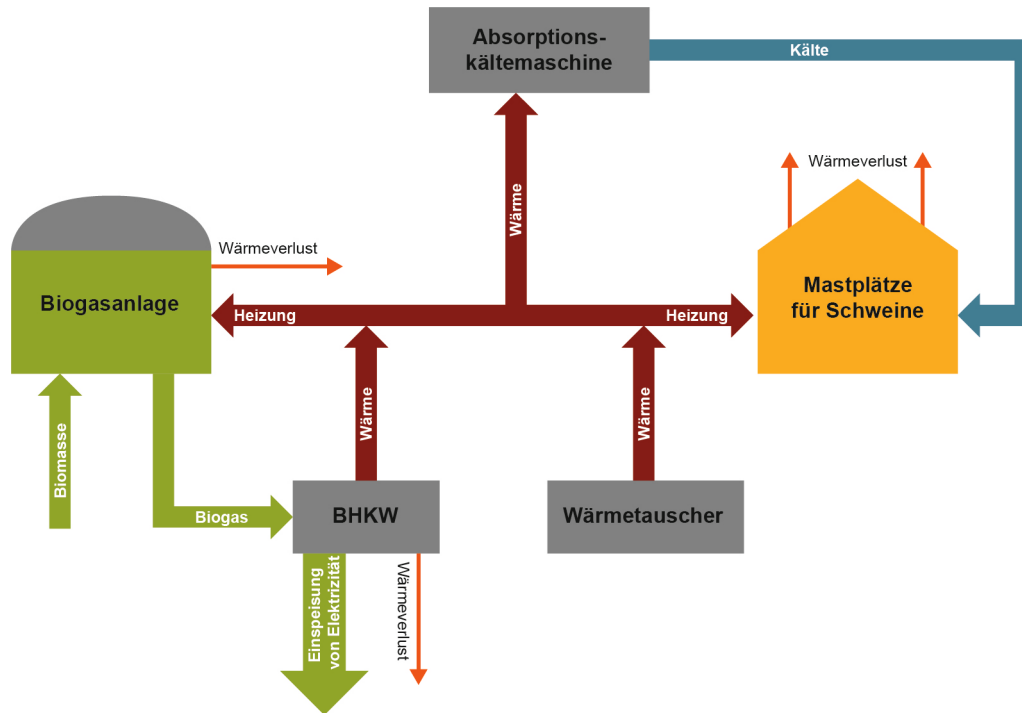 Absorptions-
kältemaschine
Kälte
Wärmeverlust
Wärme
Wärmeverlust
Biogasanlage
Mastplätze
für Schweine
Heizung
Heizung
Wärme
Wärme
Biomasse
Biogas
BHKW
Wärmetauscher
Einspeisung
von Elektrizität
Wärmeverlust